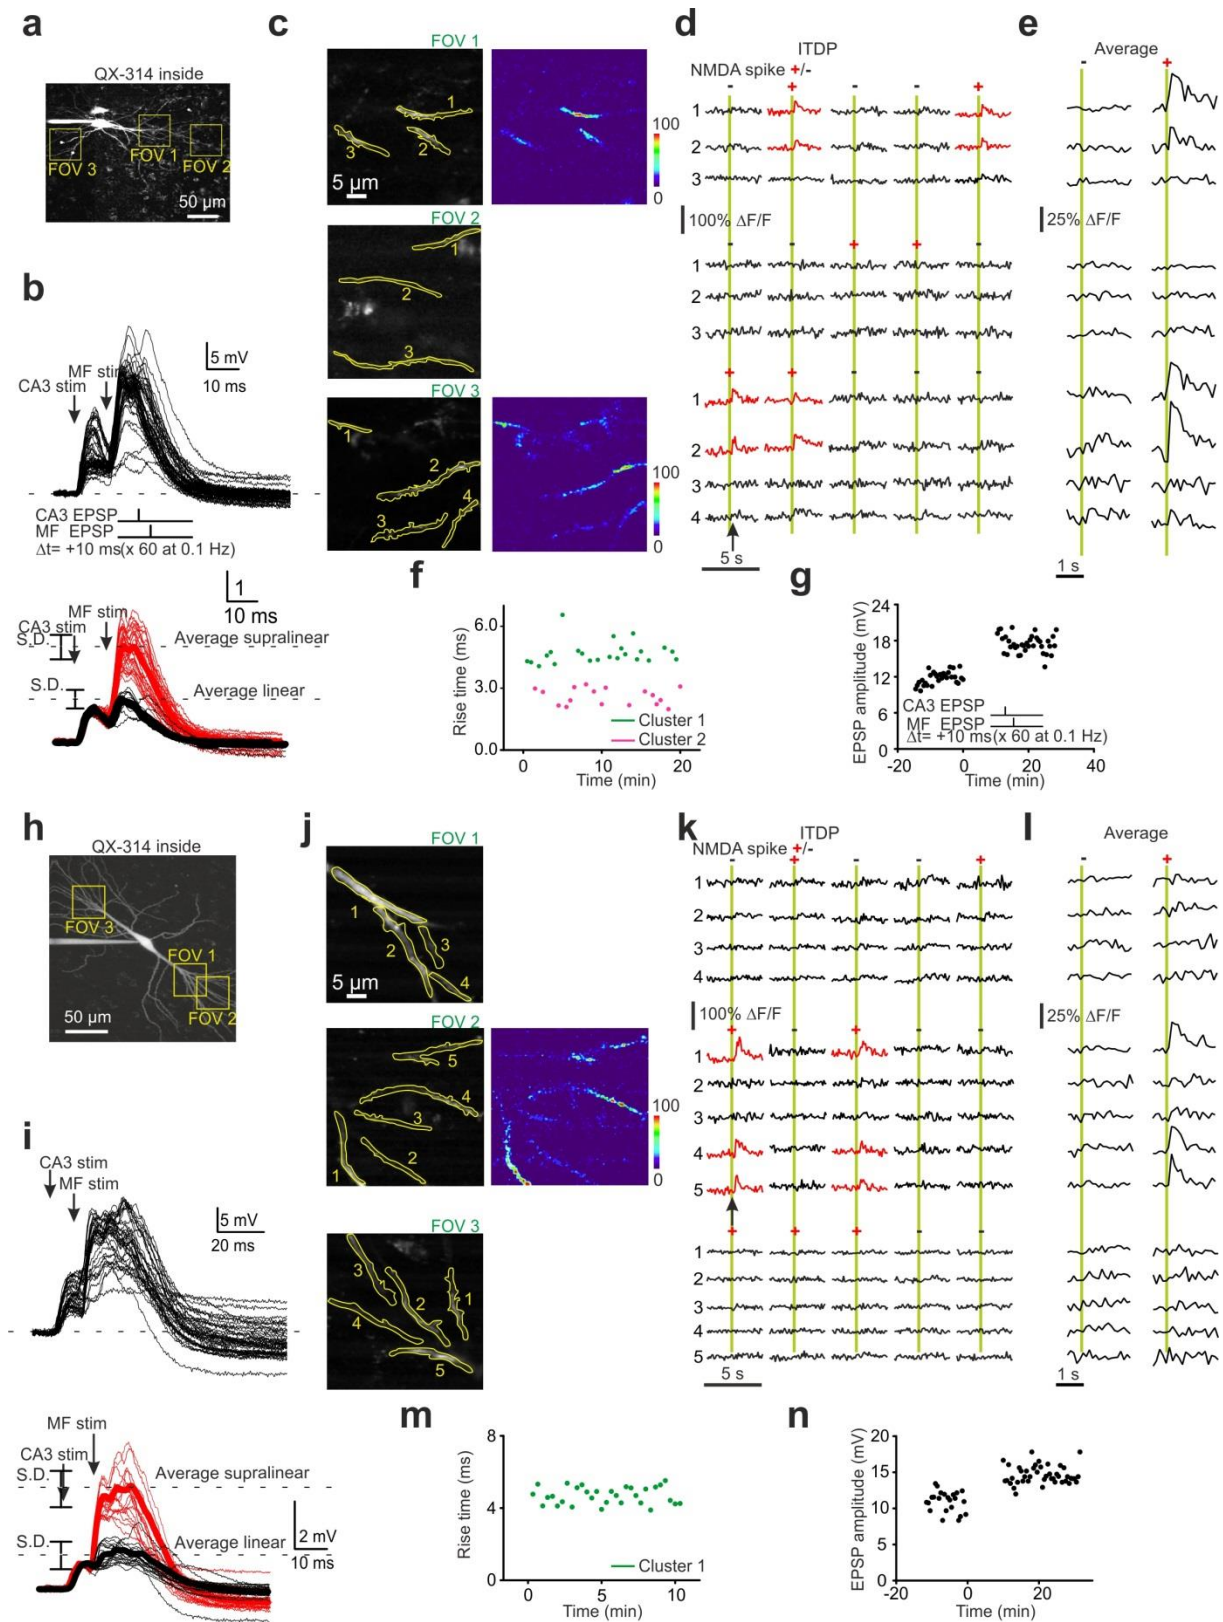 a
QX-314 inside
FOV 3
FOV 1
FOV 2
50 µm
b
5 mV
10 ms
CA3 stim
MF stim
CA3 EPSP
MF EPSP
Δt= +10 ms(x 60 at 0.1 Hz)
1
10 ms
MF stim
CA3 stim
S.D.
Average supralinear
S.D.
Average linear
c
FOV 1
1
2
3
5 µm
100
0
FOV 2
1
2
3
FOV 3
1
2
3
4
100
0
d
ITDP
NMDA spike +/-
- + - - +
1
2
3
100% ΔF/F
- - + + -
1
2
3
+ + - - -
1
2
3
4
5 s
e
Average
- +
25% ΔF/F
1 s
f
Rise time (ms)
6.0
3.0
0.0
Cluster 1
Cluster 2
0 10 20
Time (min)
g
EPSP amplitude (mV)
24
18
12
6
0
CA3 EPSP
MF EPSP
Δt= +10 ms(x 60 at 0.1 Hz)
-20 0 20 40
Time (min)
h
QX-314 inside
FOV 3
FOV 1
FOV 2
50 µm
i
CA3 stim
MF stim
5 mV
20 ms
MF stim
CA3 stim
S.D.
Average supralinear
S.D.
Average linear
2 mV
10 ms
j
FOV 1
1
2
3
4
5 µm
FOV 2
5
4
3
2
1
100
0
FOV 3
3
2
1
4
5
k
ITDP
NMDA spike +/-
- + - - +
1
2
3
4
100% ΔF/F
+ - + - -
1
2
3
4
5
+ + + - -
1
2
3
4
5
5 s
l
Average
- +
25% ΔF/F
1 s
m
Rise time (ms)
8
4
0
Cluster 1
0 5 10
Time (min)
n
EPSP amplitude (mV)
20
15
10
5
0
-20 0 20
Time (min)